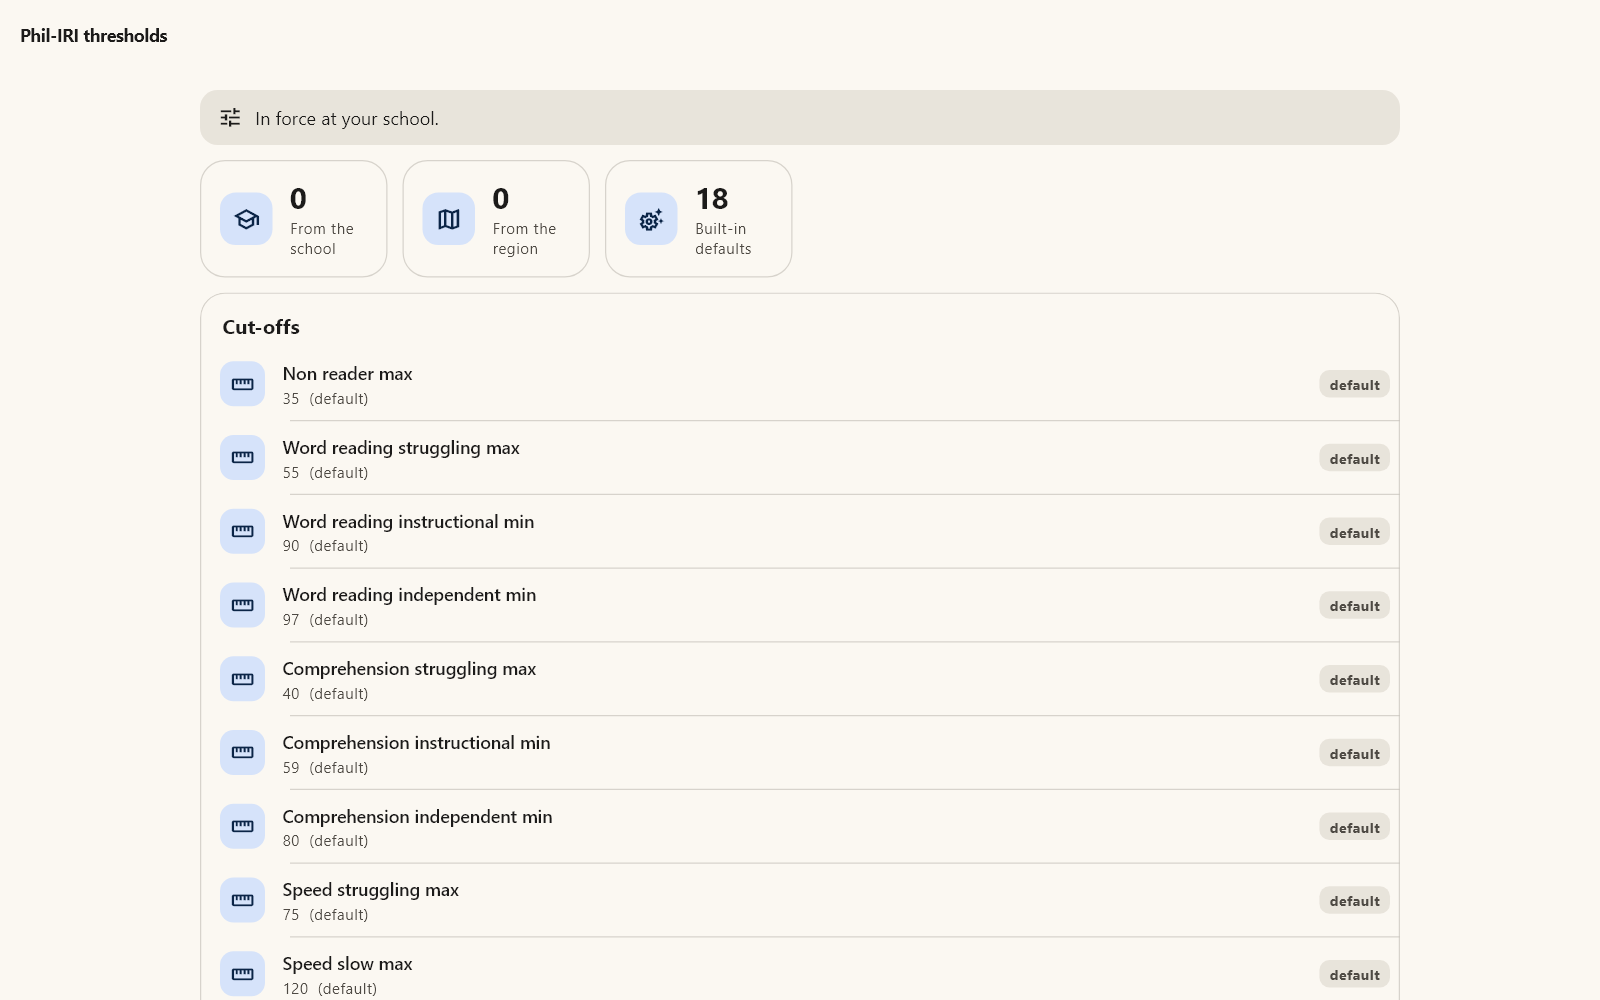 Phil-IRI thresholds
In force at your school.
0
From the
school
0
From the
region
18
Built-in
defaults
Cut-offs
Non reader max
35 (default)
default
Word reading struggling max
55 (default)
default
Word reading instructional min
90 (default)
default
Word reading independent min
97 (default)
default
Comprehension struggling max
40 (default)
default
Comprehension instructional min
59 (default)
default
Comprehension independent min
80 (default)
default
Speed struggling max
75 (default)
default
Speed slow max
120 (default)
default